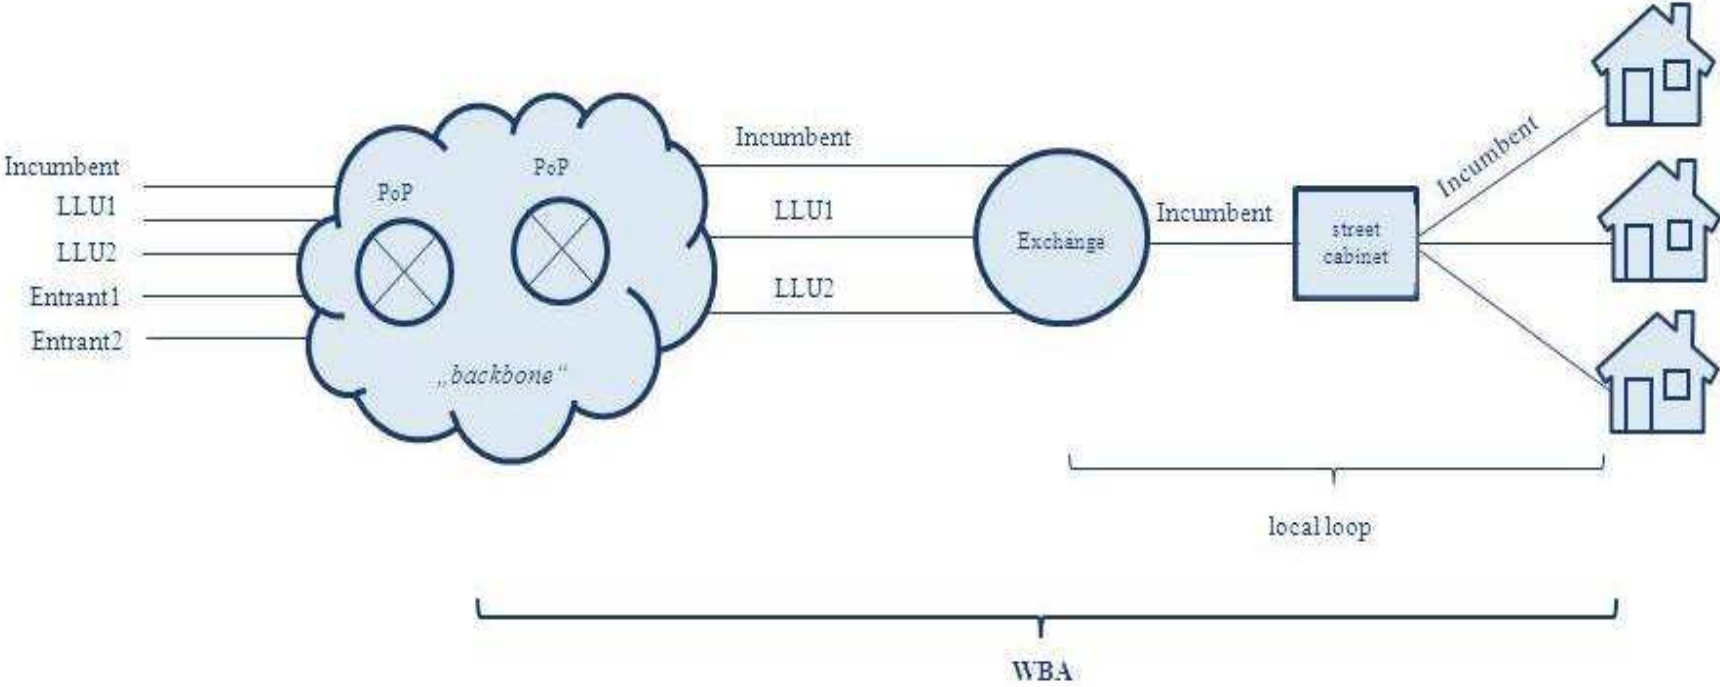 Incumbent
LLU1
LLU2
Entrant1
Entrant2
PoP
PoP
„backbone“
Incumbent
LLU1
LLU2
Exchange
Incumbent
street
cabinet
Incumbent
local loop
WBA